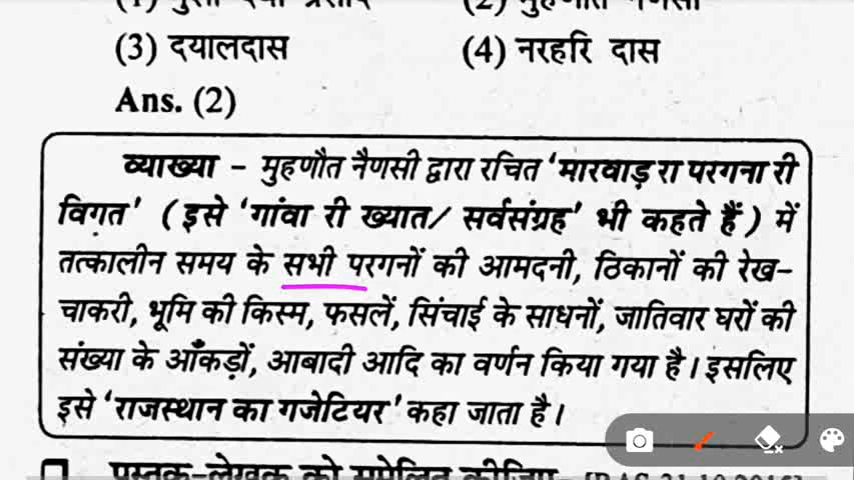 (3) दयालदास (4) नरहरि दास
Ans. (2)
व्याख्या - मुहणौत नैणसी द्वारा रचित 'मारवाड़ रा परगना री
विगत' (इसे 'गांवा री ख्यात/ सर्वसंग्रह' भी कहते हैं) में
तत्कालीन समय के सभी परगनों की आमदनी, ठिकानों की रेख-
चाकरी, भूमि की किस्म, फसलें, सिंचाई के साधनों, जातिवार घरों की
संख्या के आँकड़ों, आबादी आदि का वर्णन किया गया है। इसलिए
इसे 'राजस्थान का गजेटियर' कहा जाता है।
पुस्तक-लेखक को सुमेलित कीजिए-